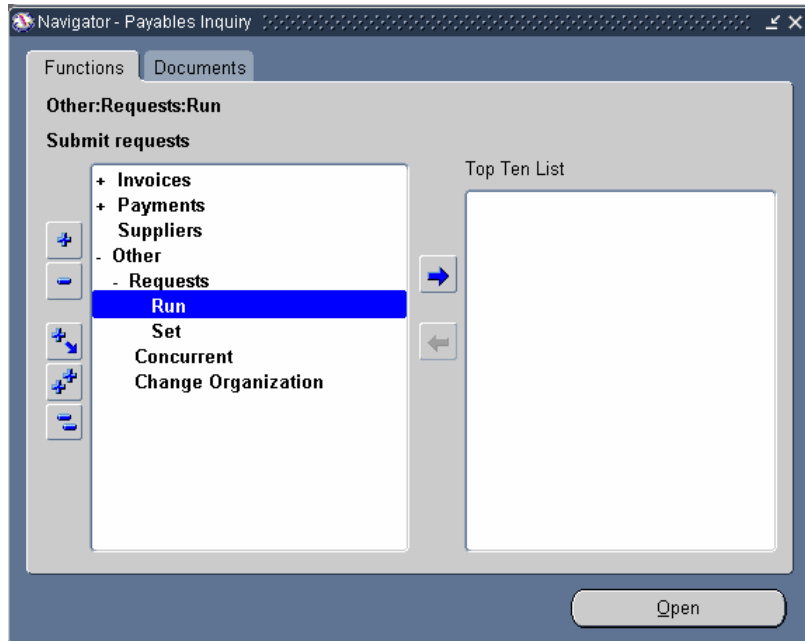 Navigator - Payables Inquiry
Functions Documents
Other:Requests:Run
Submit requests
Top Ten List
+ Invoices
+ Payments
Suppliers
- Other
- Requests
Run
Set
Concurrent
Change Organization
Open